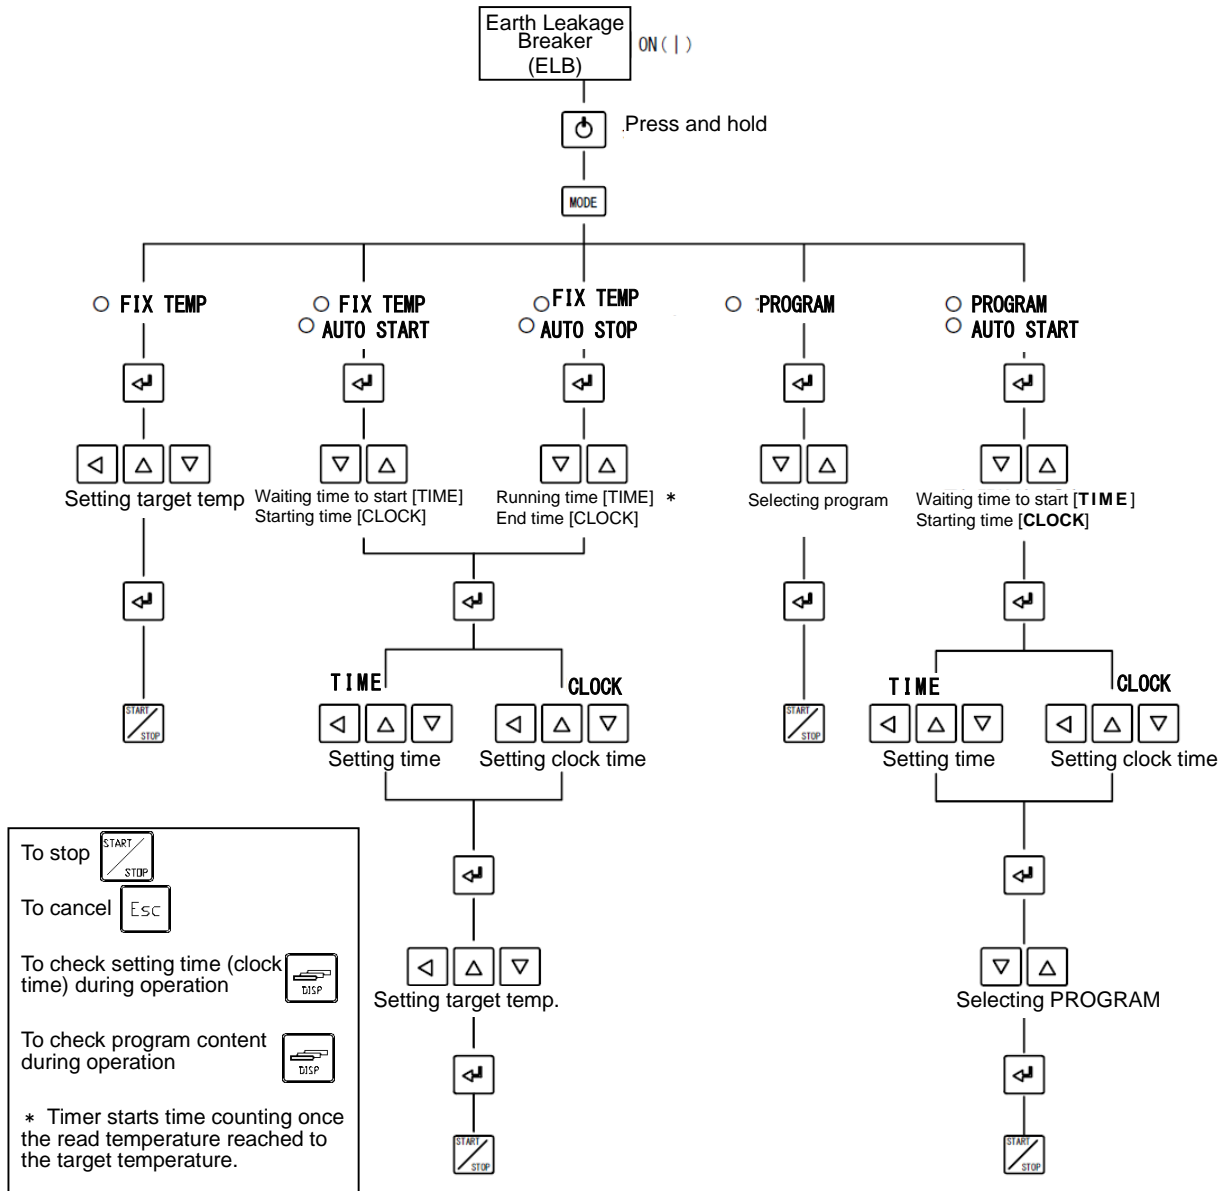 Earth Leakage
Breaker
(ELB)
ON(|)
Press and hold
MODE
FIX TEMP
FIX TEMP
AUTO START
FIX TEMP
AUTO STOP
PROGRAM
PROGRAM
AUTO START
Setting target temp
Waiting time to start [TIME]
Starting time [CLOCK]
Running time [TIME] *
End time [CLOCK]
Selecting program
Waiting time to start [TIME]
Starting time [CLOCK]
START
STOP
TIME
CLOCK
Setting time
Setting clock time
START
STOP
TIME
CLOCK
Setting time
Setting clock time
Setting target temp.
START
STOP
Selecting PROGRAM
START
STOP
To stop START
STOP
To cancel Esc
To check setting time (clock
time) during operation
DISP
To check program content
during operation
DISP
* Timer starts time counting once
the read temperature reached to
the target temperature.